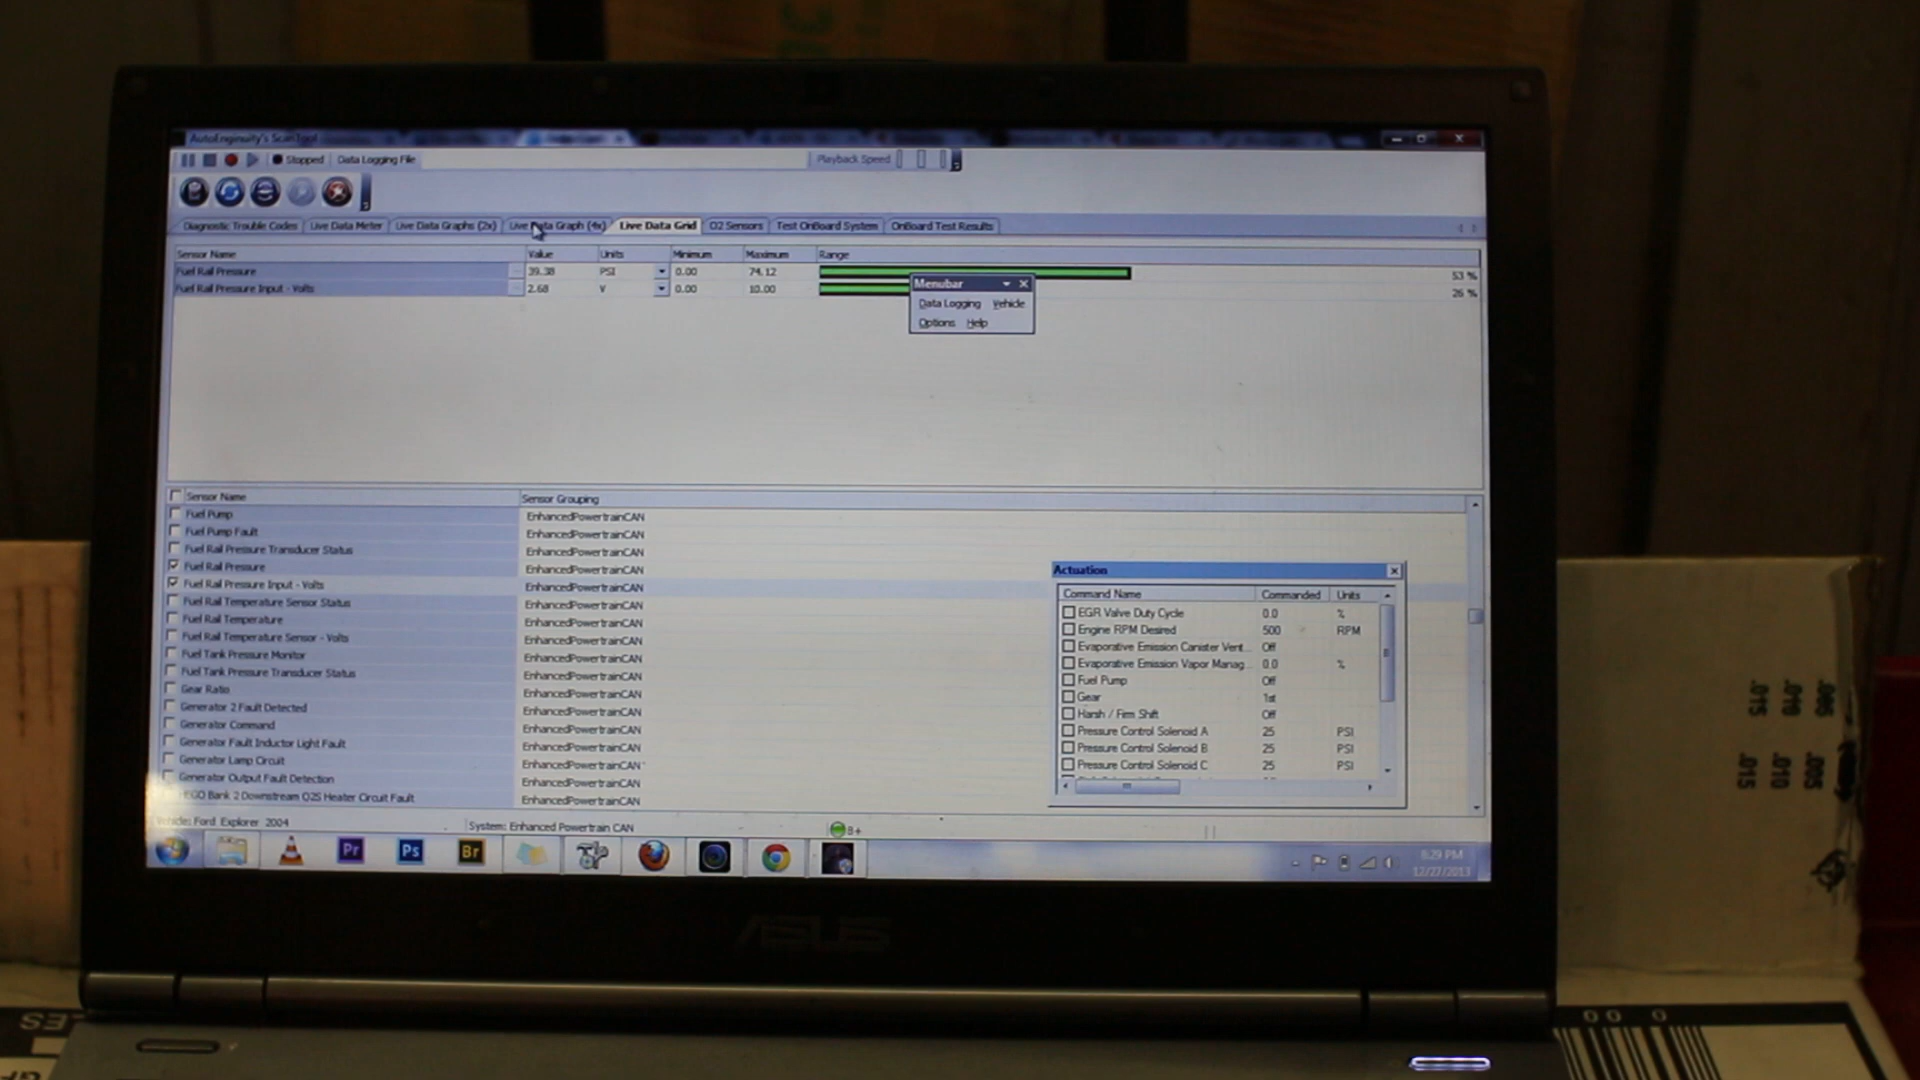 AutoEnginuity's ScanTool
Stopped Data Logging File Playback Speed
Diagnostic Trouble Codes Live Data Meter Live Data Graphs (2x) Live Data Graph (4x) Live Data Grid O2 Sensors Test OnBoard System OnBoard Test Results
Sensor Name Value Units Minimum Maximum Range
Fuel Rail Pressure 39.38 PSI 0.00 74.12 53 %
Fuel Rail Pressure Input - Volts 2.68 V 0.00 10.00 26 %
Menubar
Data Logging Vehicle
Options Help
Sensor Name Sensor Grouping
Fuel Pump EnhancedPowertrainCAN
Fuel Pump Fault EnhancedPowertrainCAN
Fuel Rail Pressure Transducer Status EnhancedPowertrainCAN
Fuel Rail Pressure EnhancedPowertrainCAN
Fuel Rail Pressure Input - Volts EnhancedPowertrainCAN
Fuel Rail Temperature Sensor Status EnhancedPowertrainCAN
Fuel Rail Temperature EnhancedPowertrainCAN
Fuel Rail Temperature Sensor - Volts EnhancedPowertrainCAN
Fuel Tank Pressure Monitor EnhancedPowertrainCAN
Fuel Tank Pressure Transducer Status EnhancedPowertrainCAN
Gear Ratio EnhancedPowertrainCAN
Generator 2 Fault Detected EnhancedPowertrainCAN
Generator Command EnhancedPowertrainCAN
Generator Fault Inductor Light Fault EnhancedPowertrainCAN
Generator Lamp Circuit EnhancedPowertrainCAN
Generator Output Fault Detection EnhancedPowertrainCAN
HEGO Bank 2 Downstream O2S Heater Circuit Fault EnhancedPowertrainCAN
Actuation
Command Name Commanded Units
EGR Valve Duty Cycle 0.0 %
Engine RPM Desired 500 RPM
Evaporative Emission Canister Vent... Off
Evaporative Emission Vapor Manag... 0.0 %
Fuel Pump Off
Gear 1st
Harsh / Firm Shift Off
Pressure Control Solenoid A 25 PSI
Pressure Control Solenoid B 25 PSI
Pressure Control Solenoid C 25 PSI
Vehicle: Ford Explorer 2004 System: Enhanced Powertrain CAN B+
Pr Ps Br
8:29 PM
12/27/2013
ASUS
.015 .010 .005
.015 .010 .005